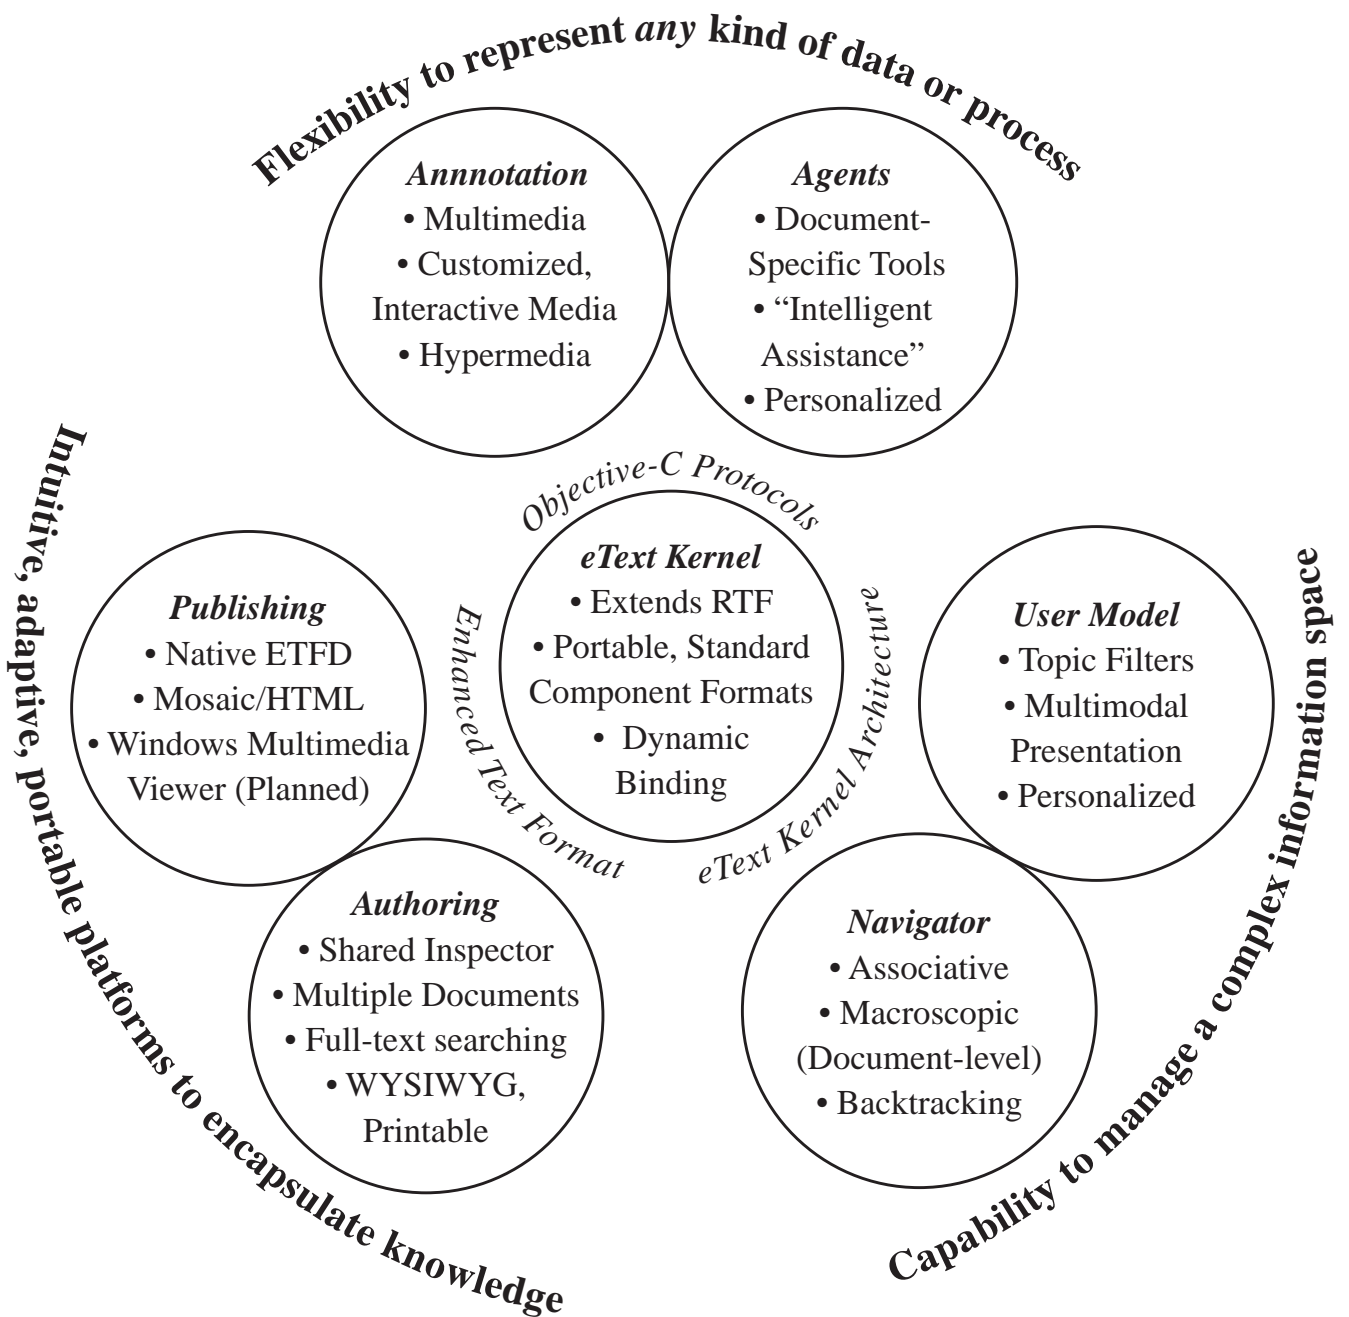 Flexibility to represent any kind of data or process
Annnotation
• Multimedia
• Customized,
Interactive Media
• Hypermedia
Agents
• Document-
Specific Tools
• “Intelligent
Assistance”
• Personalized
Objective-C Protocols
eText Kernel
• Extends RTF
• Portable, Standard
Component Formats
• Dynamic
Binding
Enhanced Text Format
eText Kernel Architecture
Intuitive, adaptive, portable platforms to encapsulate knowledge
Publishing
• Native ETFD
• Mosaic/HTML
• Windows Multimedia
Viewer (Planned)
Authoring
• Shared Inspector
• Multiple Documents
• Full-text searching
• WYSIWYG,
Printable
User Model
• Topic Filters
• Multimodal
Presentation
• Personalized
Navigator
• Associative
• Macroscopic
(Document-level)
• Backtracking
Capability to manage a complex information space